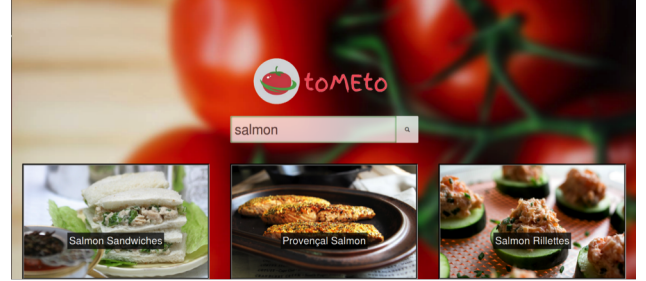 toMEto
salmon
Salmon Sandwiches
Provençal Salmon
Salmon Rillettes